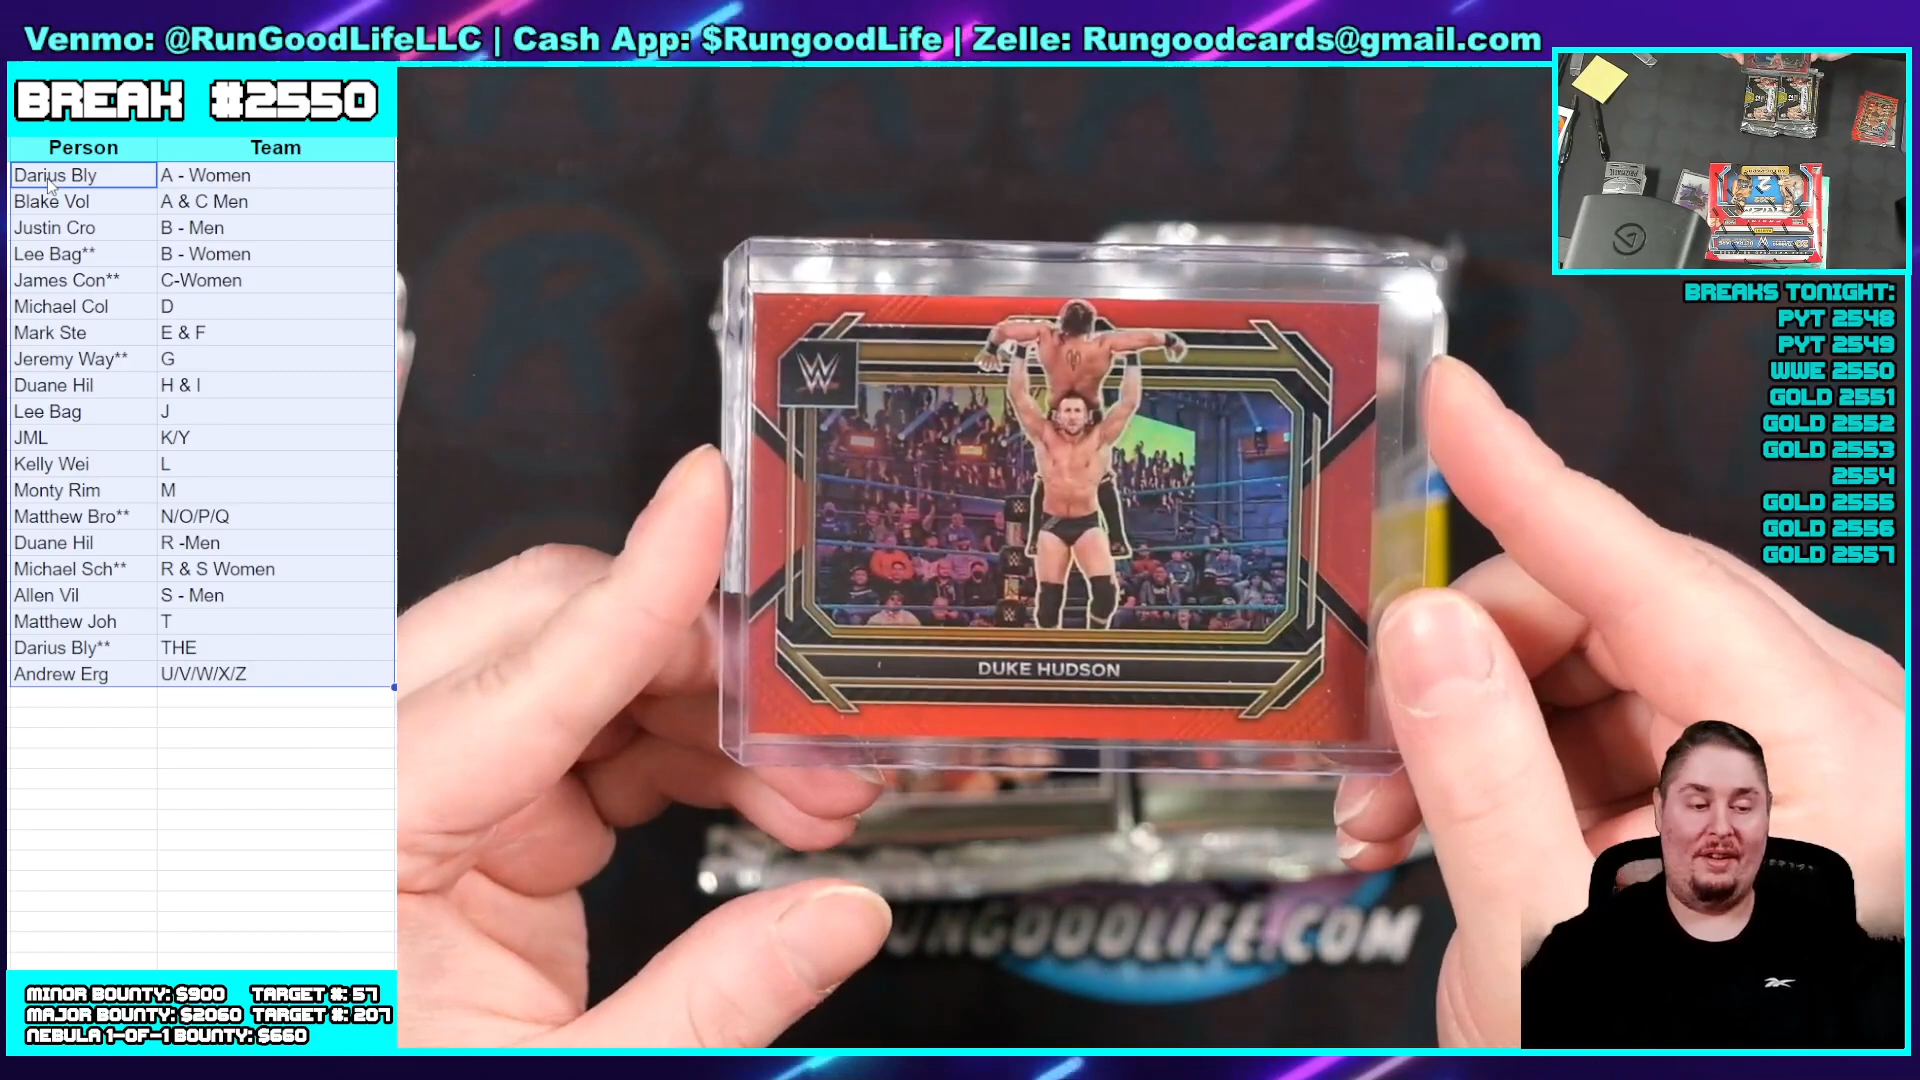 Venmo: @RunGoodLifeLLC | Cash App: $RungoodLife | Zelle: Rungoodcards@gmail.com
BREAK #2550
Person Team
Darius Bly A - Women
Blake Vol A & C Men
Justin Cro B - Men
Lee Bag** B - Women
James Con** C-Women
Michael Col D
Mark Ste E & F
Jeremy Way** G
Duane Hil H & I
Lee Bag J
JML K/Y
Kelly Wei L
Monty Rim M
Matthew Bro** N/O/P/Q
Duane Hil R -Men
Michael Sch** R & S Women
Allen Vil S - Men
Matthew Joh T
Darius Bly** THE
Andrew Erg U/V/W/X/Z
MINOR BOUNTY: $900 TARGET #: 57
MAJOR BOUNTY: $2060 TARGET #: 207
NEBULA 1-OF-1 BOUNTY: $660
W
DUKE HUDSON
UNGOODLIFE.COM
BREAKS TONIGHT:
PYT 2548
PYT 2549
WWE 2550
GOLD 2551
GOLD 2552
GOLD 2553
2554
GOLD 2555
GOLD 2556
GOLD 2557